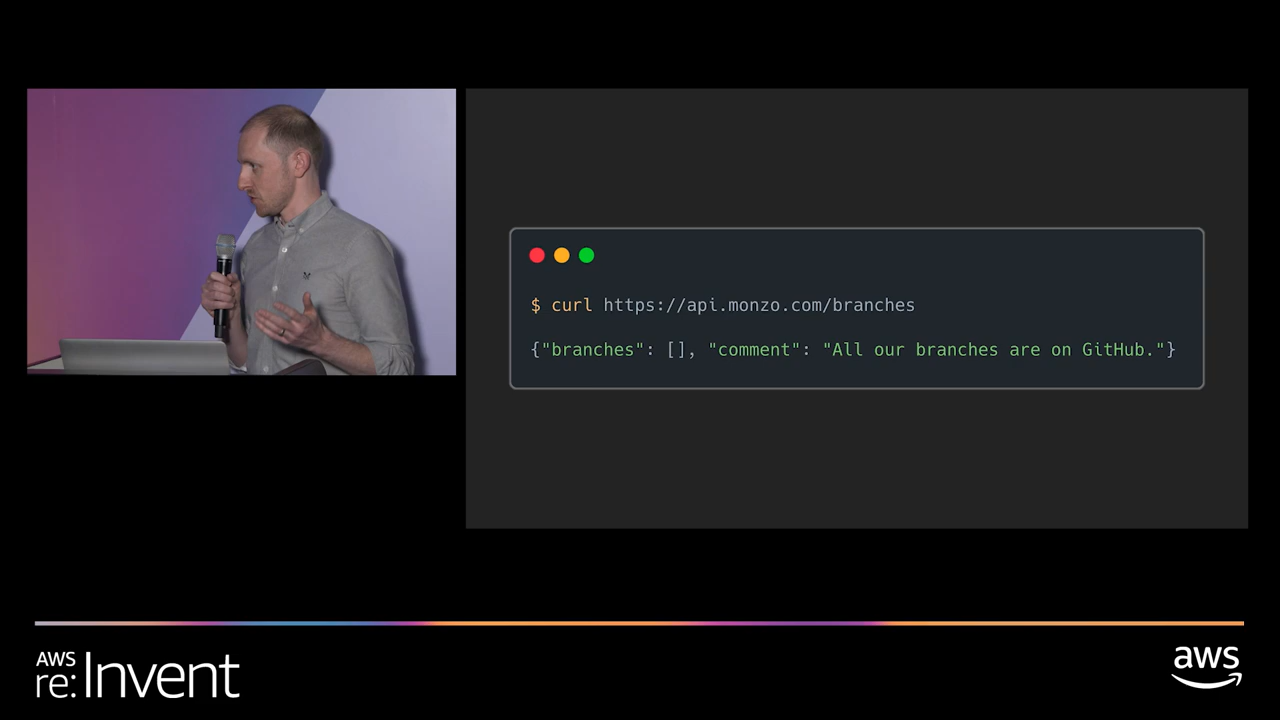 $ curl https://api.monzo.com/branches
{"branches": [], "comment": "All our branches are on GitHub."}
AWS
re:Invent
aws